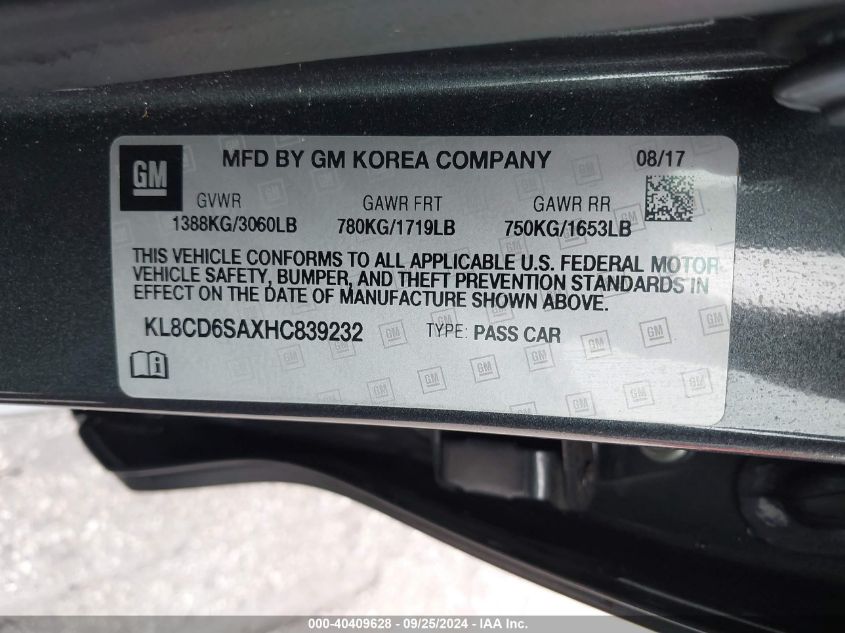 GM MFD BY GM KOREA COMPANY 08/17
GVWR GAWR FRT GAWR RR
1388KG/3060LB 780KG/1719LB 750KG/1653LB
THIS VEHICLE CONFORMS TO ALL APPLICABLE U.S. FEDERAL MOTOR
VEHICLE SAFETY, BUMPER, AND THEFT PREVENTION STANDARDS IN
EFFECT ON THE DATE OF MANUFACTURE SHOWN ABOVE.
KL8CD6SAXHC839232 TYPE: PASS CAR
000-40409628 - 09/25/2024 - IAA Inc.